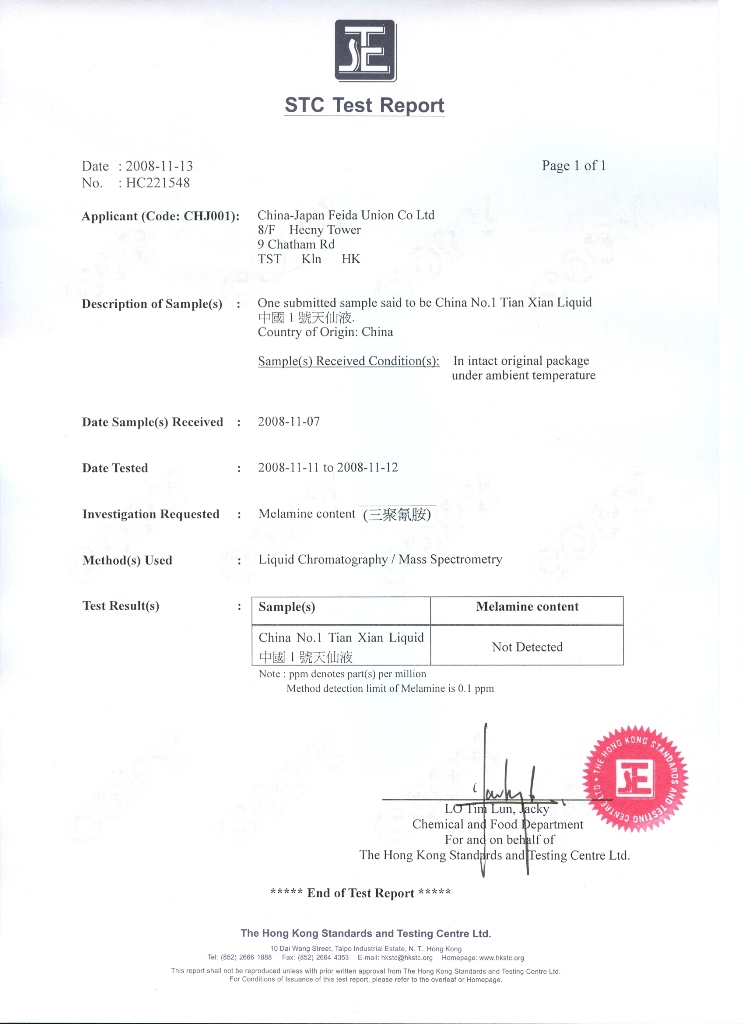 STE
STC Test Report
Date : 2008-11-13
Page 1 of 1
No. : HC221548
Applicant (Code: CHJ001): China-Japan Feida Union Co Ltd
8/F Hecny Tower
9 Chatham Rd
TST Kln HK
Description of Sample(s) : One submitted sample said to be China No.1 Tian Xian Liquid
中國 1 號天仙液.
Country of Origin: China
Sample(s) Received Condition(s): In intact original package
under ambient temperature
Date Sample(s) Received : 2008-11-07
Date Tested : 2008-11-11 to 2008-11-12
Investigation Requested : Melamine content (三聚氰胺)
Method(s) Used : Liquid Chromatography / Mass Spectrometry
Test Result(s) : Sample(s) Melamine content
China No.1 Tian Xian Liquid
中國 1 號天仙液
Not Detected
Note : ppm denotes part(s) per million
Method detection limit of Melamine is 0.1 ppm
THE HONG KONG STANDARDS AND TESTING CENTRE LTD
STE
LO Tim Lun, Jacky
Chemical and Food Department
For and on behalf of
The Hong Kong Standards and Testing Centre Ltd.
***** End of Test Report *****
The Hong Kong Standards and Testing Centre Ltd.
10 Dai Wang Street, Taipo Industrial Estate, N. T., Hong Kong
Tel: (852) 2666 1888 Fax: (852) 2664 4353 E-mail: hkstc@hkstc.org Homepage: www.hkstc.org
This report shall not be reproduced unless with prior written approval from The Hong Kong Standards and Testing Centre Ltd.
For Conditions of Issuance of this test report, please refer to the overleaf or Homepage.